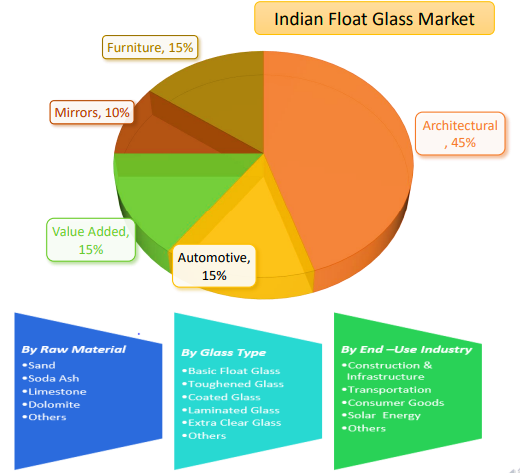 Indian Float Glass Market
Furniture, 15%
Mirrors, 10%
Architectural
, 45%
Value Added,
15%
Automotive,
15%
By Raw Material
•Sand
•Soda Ash
•Limestone
•Dolomite
•Others
By Glass Type
•Basic Float Glass
•Toughened Glass
•Coated Glass
•Laminated Glass
•Extra Clear Glass
•Others
By End –Use Industry
•Construction &
Infrastructure
•Transportation
•Consumer Goods
•Solar Energy
•Others